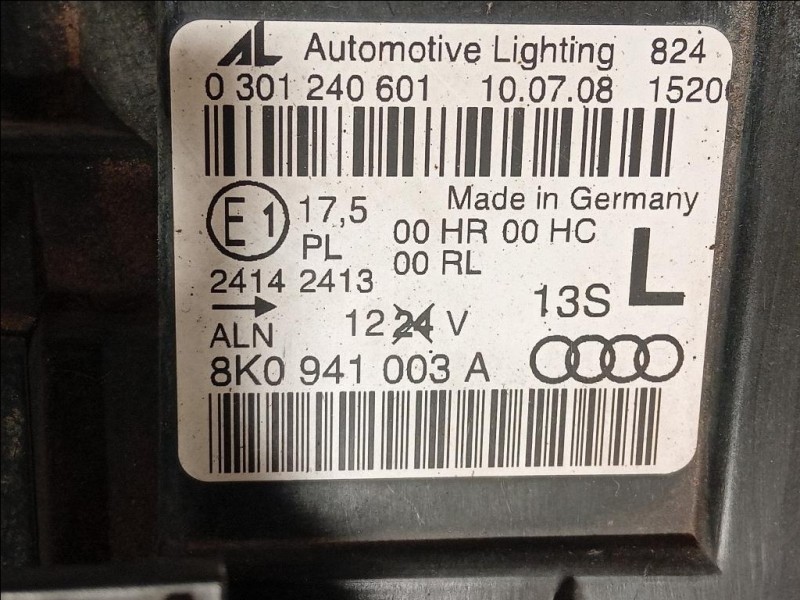 AL Automotive Lighting 824
0 301 240 601 10.07.08
Made in Germany
E1 17,5 00 HR 00 HC L
PL 00 RL
2414 2413
13S
ALN 12 24 V
8K0 941 003 A